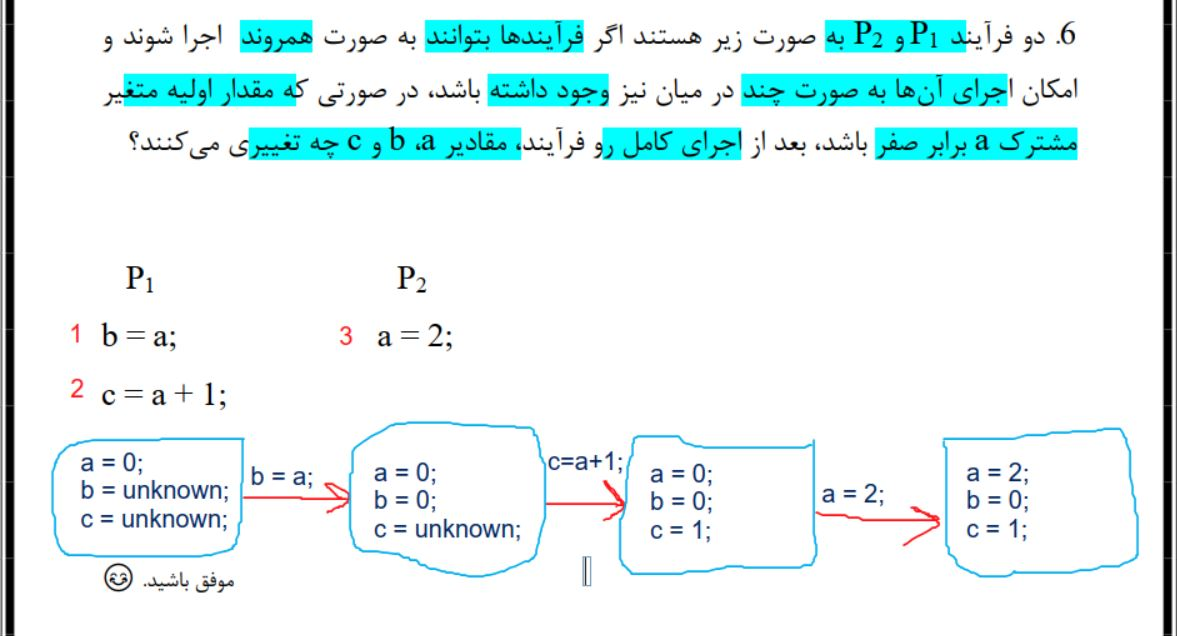 6. دو فرآیند P1 و P2 به صورت زیر هستند اگر فرآیندها بتوانند به صورت همروند اجرا شوند و
امکان اجرای آن‌ها به صورت چند در میان نیز وجود داشته باشد، در صورتی که مقدار اولیه متغیر
مشترک a برابر صفر باشد، بعد از اجرای کامل رو فرآیند، مقادیر a، b و c چه تغییری می‌کنند؟
P1 P2
1 b = a; 3 a = 2;
2 c = a + 1;
a = 0;
b = unknown;
c = unknown;
b = a;
a = 0;
b = 0;
c = unknown;
c=a+1;
a = 0;
b = 0;
c = 1;
a = 2;
a = 2;
b = 0;
c = 1;
موفق باشید.